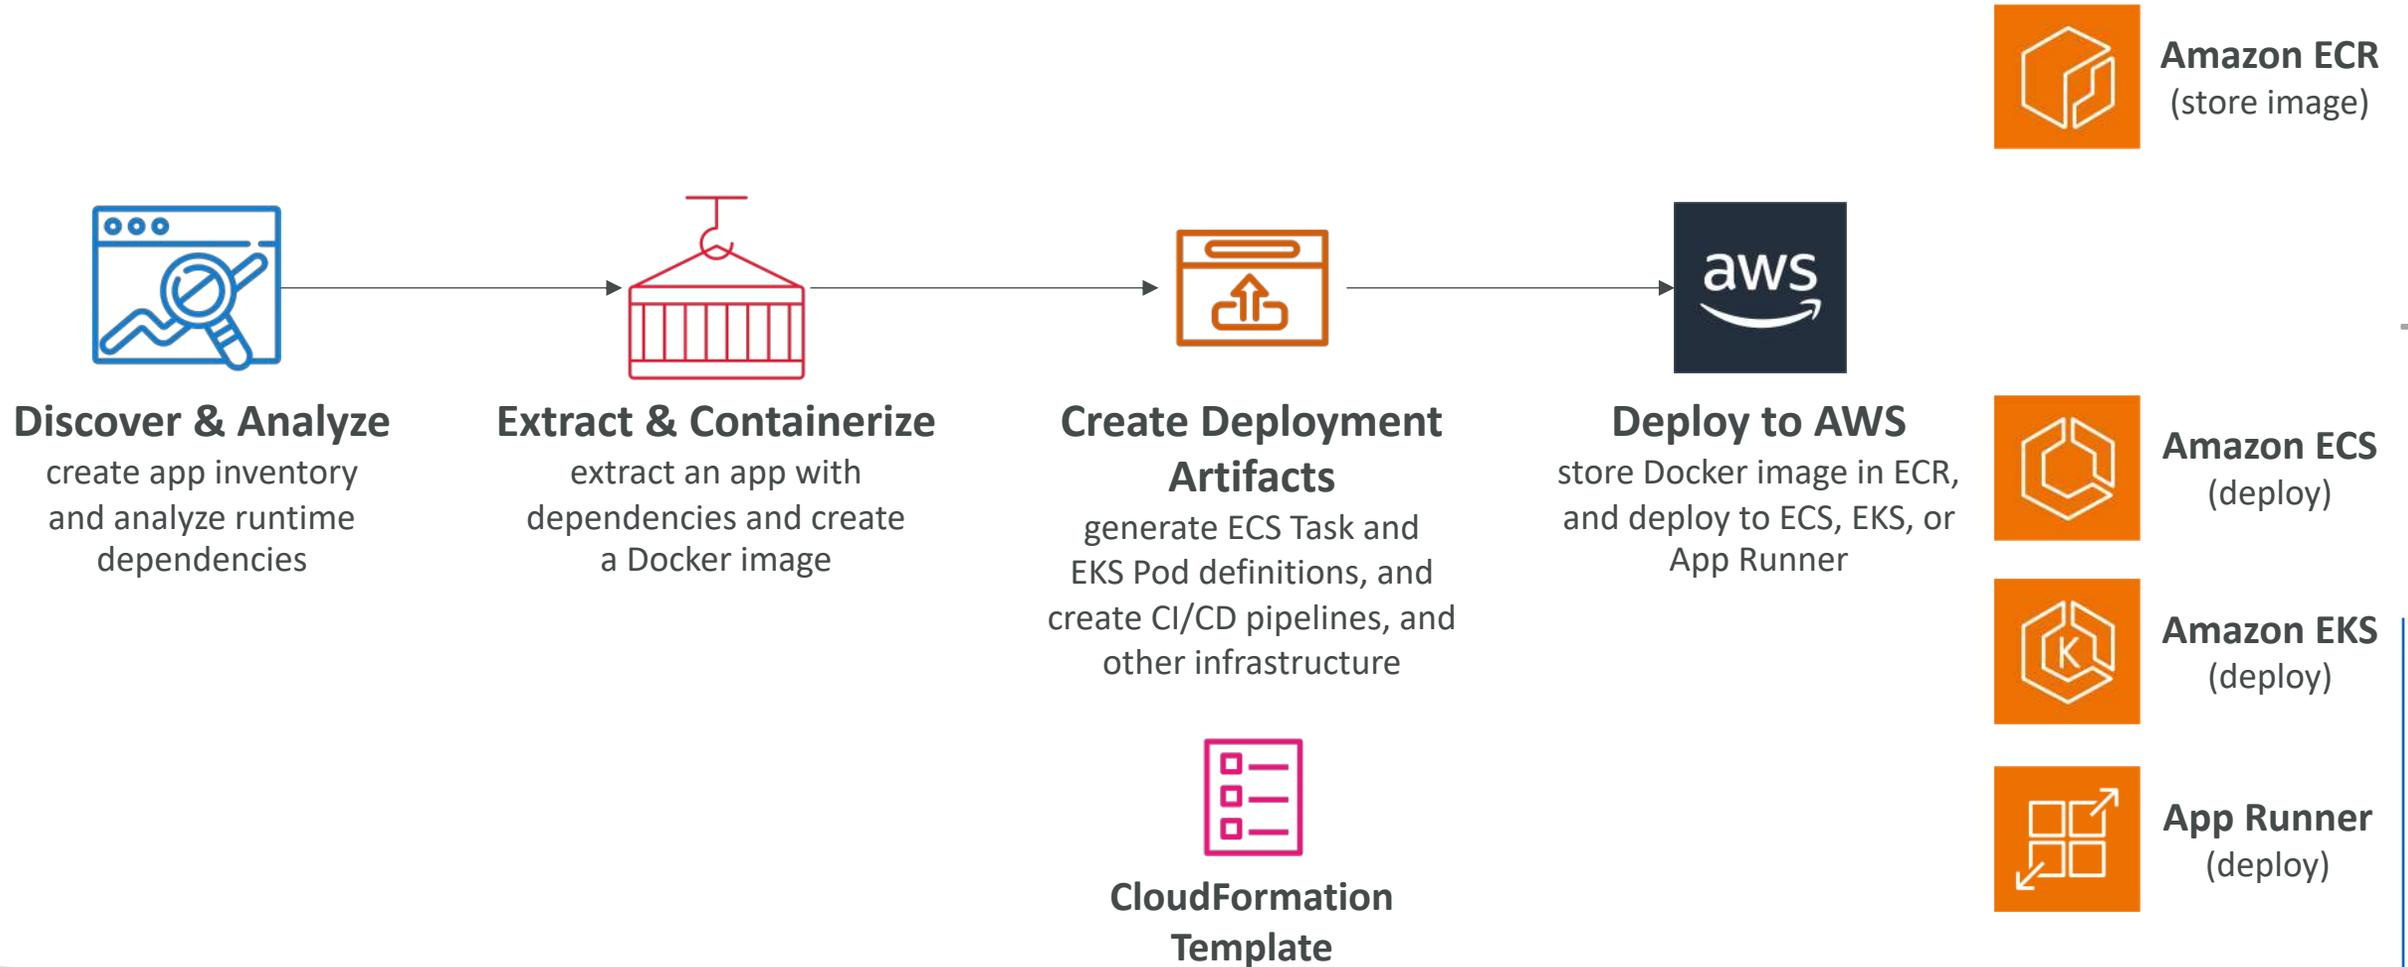 Amazon ECR
(store image)
aws
Discover & Analyze
create app inventory
and analyze runtime
dependencies
Extract & Containerize
extract an app with
dependencies and create
a Docker image
Create Deployment
Artifacts
generate ECS Task and
EKS Pod definitions, and
create CI/CD pipelines, and
other infrastructure
CloudFormation
Template
Deploy to AWS
store Docker image in ECR,
and deploy to ECS, EKS, or
App Runner
Amazon ECS
(deploy)
K
Amazon EKS
(deploy)
App Runner
(deploy)